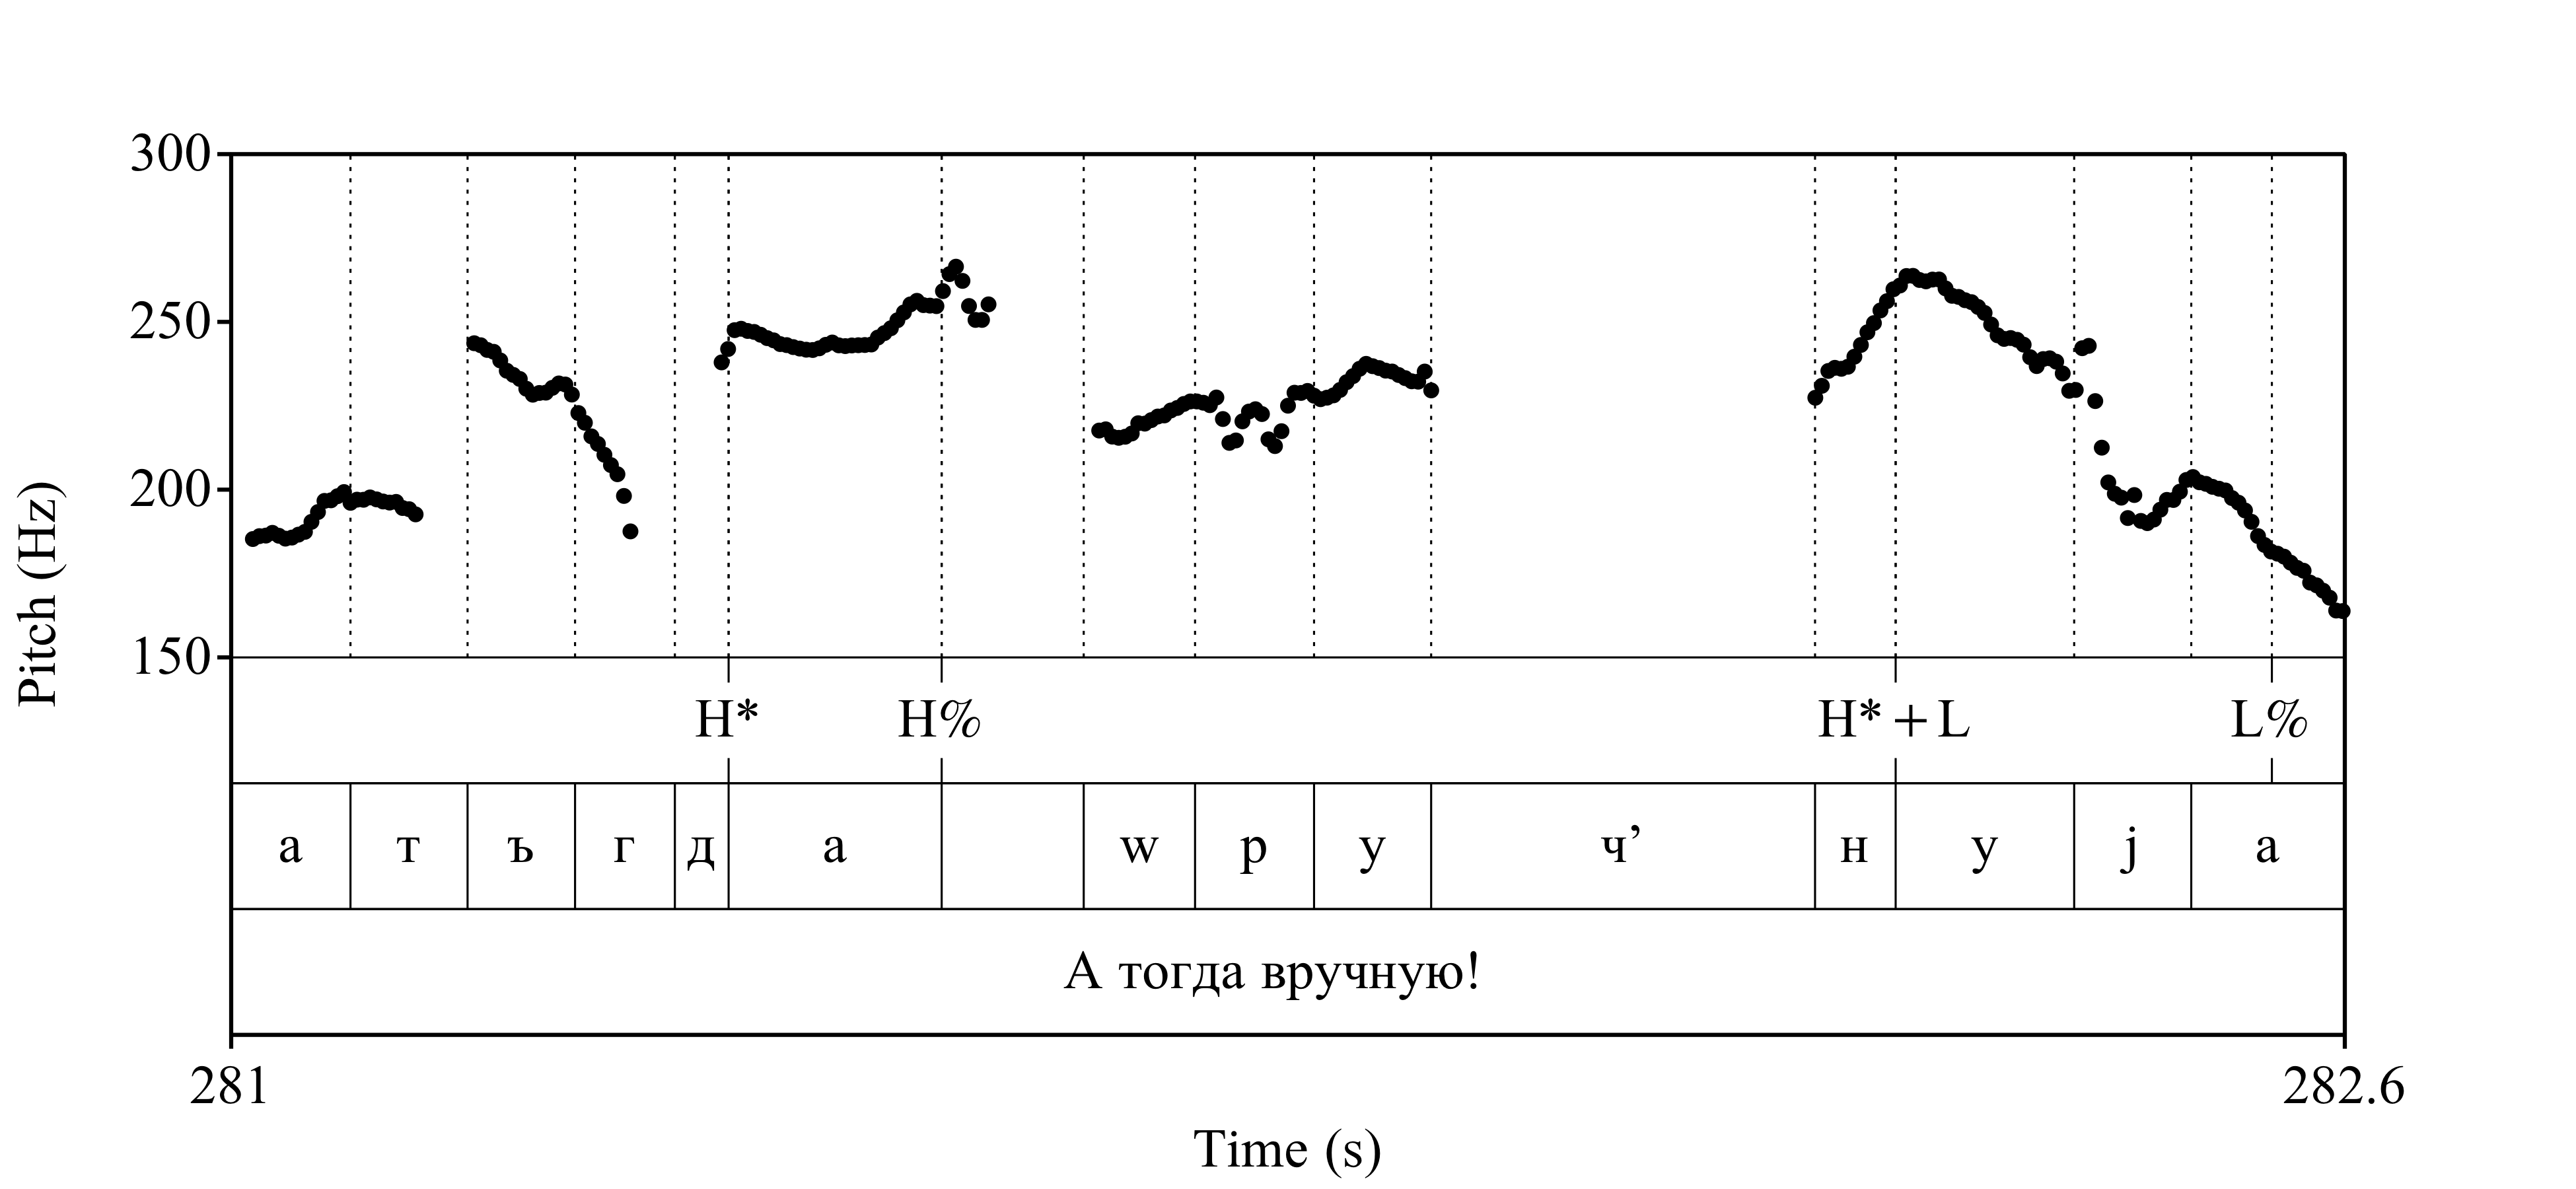 300
250
200
150
Pitch (Hz)
H* H% H* + L L%
а т ъ г д а w р у ч’ н у j а
А тогда вручную!
281 282.6
Time (s)